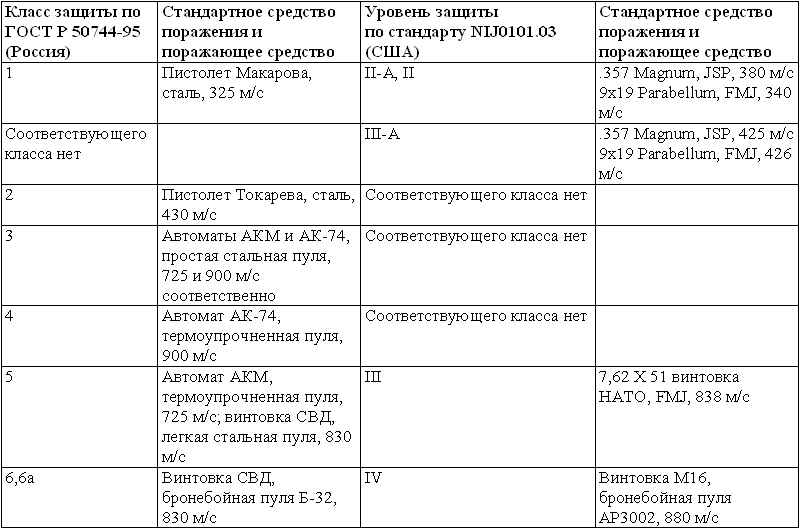 Класс защиты по
ГОСТ Р 50744-95
(Россия)
Стандартное средство
поражения и
поражающее средство
Уровень защиты
по стандарту NIJ0101.03
(США)
Стандартное средство
поражения и
поражающее средство
1
Пистолет Макарова,
сталь, 325 м/с
II-A, II
.357 Magnum, JSP, 380 м/с
9x19 Parabellum, FMJ, 340
м/с
Соответствующего
класса нет
III-A
.357 Magnum, JSP, 425 м/с
9x19 Parabellum, FMJ, 426
м/с
2
Пистолет Токарева, сталь,
430 м/с
Соответствующего класса нет
3
Автоматы АКМ и АК-74,
простая стальная пуля,
725 и 900 м/с
соответственно
Соответствующего класса нет
4
Автомат АК-74,
термоупрочненная пуля,
900 м/с
Соответствующего класса нет
5
Автомат АКМ,
термоупрочненная пуля,
725 м/с; винтовка СВД,
легкая стальная пуля, 830
м/с
III
7,62 X 51 винтовка
НАТО, FMJ, 838 м/с
6,6а
Винтовка СВД,
бронебойная пуля Б-32,
830 м/с
IV
Винтовка М16,
бронебойная пуля
АР3002, 880 м/с